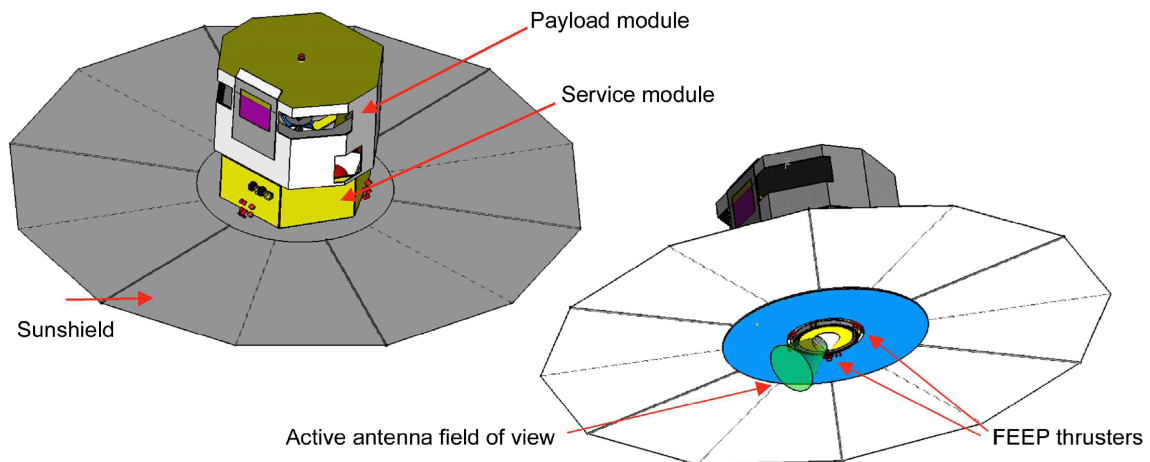 Payload module
Service module
Sunshield
Active antenna field of view
FEEP thrusters